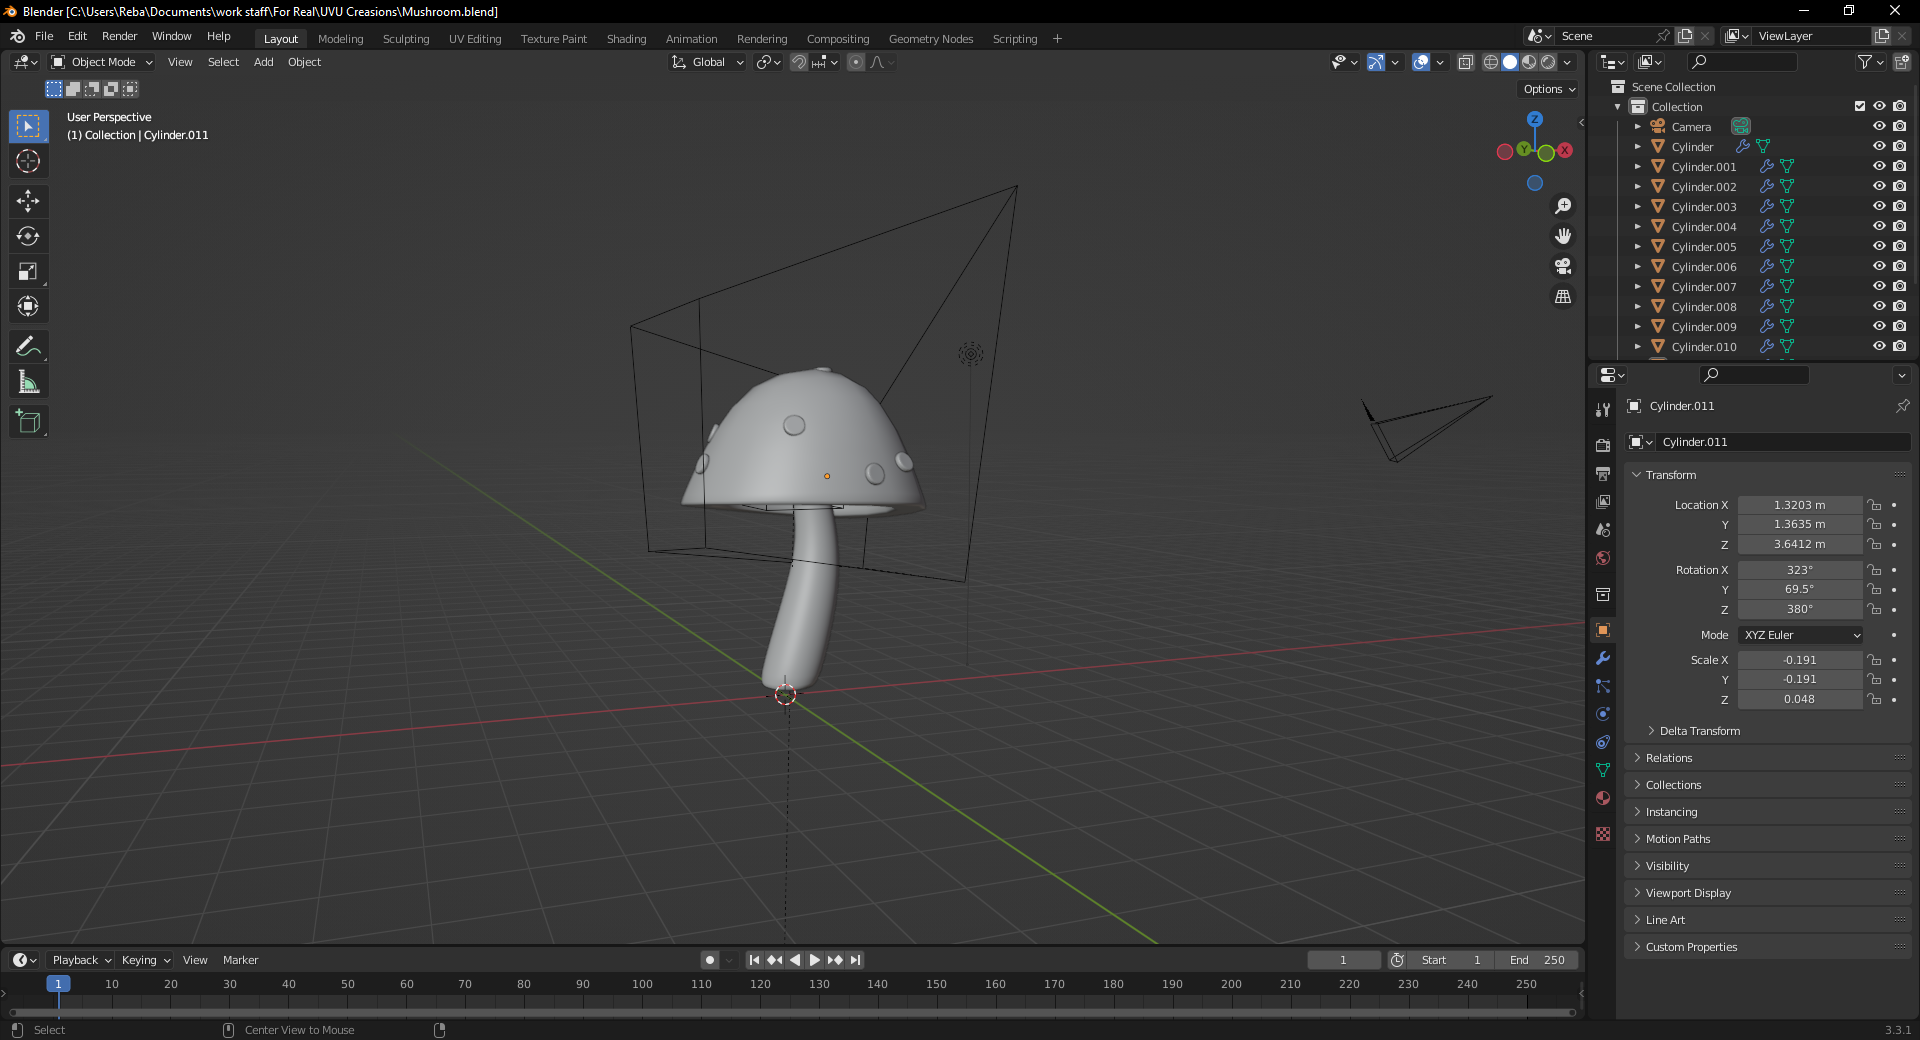 Blender [C:\Users\Reba\Documents\work staff\For Real\UVU Creasions\Mushroom.blend]
File Edit Render Window Help Layout Modeling Sculpting UV Editing Texture Paint Shading Animation Rendering Compositing Geometry Nodes Scripting + Scene ViewLayer
Object Mode View Select Add Object Global
Options
User Perspective
(1) Collection | Cylinder.011
Z
Y
X
Scene Collection
Collection
Camera
Cylinder
Cylinder.001
Cylinder.002
Cylinder.003
Cylinder.004
Cylinder.005
Cylinder.006
Cylinder.007
Cylinder.008
Cylinder.009
Cylinder.010
Cylinder.011
Cylinder.011
Transform
Location X 1.3203 m
Y 1.3635 m
Z 3.6412 m
Rotation X 323°
Y 69.5°
Z 380°
Mode XYZ Euler
Scale X -0.191
Y -0.191
Z 0.048
Delta Transform
Relations
Collections
Instancing
Motion Paths
Visibility
Viewport Display
Line Art
Custom Properties
Playback Keying View Marker 1 Start 1 End 250
1 10 20 30 40 50 60 70 80 90 100 110 120 130 140 150 160 170 180 190 200 210 220 230 240 250
Select Center View to Mouse 3.3.1